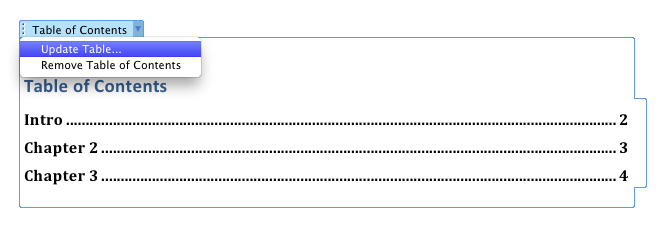 Table of Contents
Update Table...
Remove Table of Contents
Table of Contents
Intro ........................................................................................................................................ 2
Chapter 2 ................................................................................................................................ 3
Chapter 3 ................................................................................................................................ 4